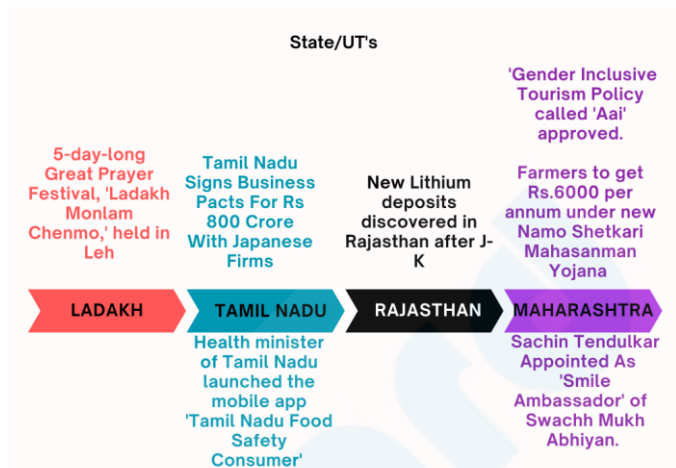 State/UT's
5-day-long
Great Prayer
Festival, 'Ladakh
Monlam
Chenmo,' held in
Leh
LADAKH
Tamil Nadu
Signs Business
Pacts For Rs
800 Crore
With Japanese
Firms
TAMIL NADU
Health minister
of Tamil Nadu
launched the
mobile app
'Tamil Nadu Food
Safety
Consumer'
New Lithium
deposits
discovered in
Rajasthan after J-
K
RAJASTHAN
'Gender Inclusive
Tourism Policy
called 'Aai'
approved.
Farmers to get
Rs.6000 per
annum under new
Namo Shetkari
Mahasanman
Yojana
MAHARASHTRA
Sachin Tendulkar
Appointed As
'Smile
Ambassador' of
Swachh Mukh
Abhiyan.